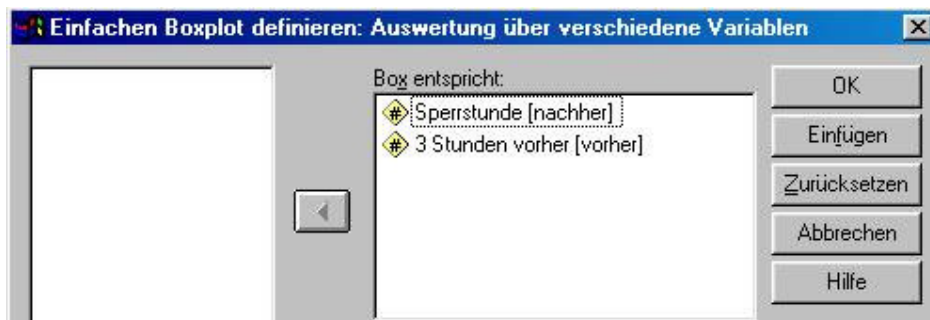 Einfachen Boxplot definieren: Auswertung über verschiedene Variablen
Box entspricht:
# Sperrstunde [nachher]
# 3 Stunden vorher [vorher]
OK
Einfügen
Zurücksetzen
Abbrechen
Hilfe